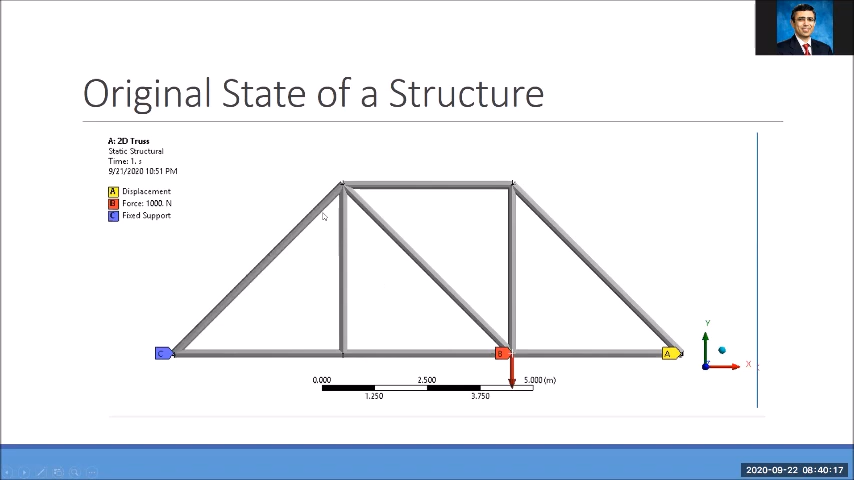 Original State of a Structure
A: 2D Truss
Static Structural
Time: 1. s
9/21/2020 10:51 PM
A Displacement
B Force: 1000. N
C Fixed Support
C
B
A
Y
X
0.000 2.500 5.000 (m)
1.250 3.750
2020-09-22 08:40:17